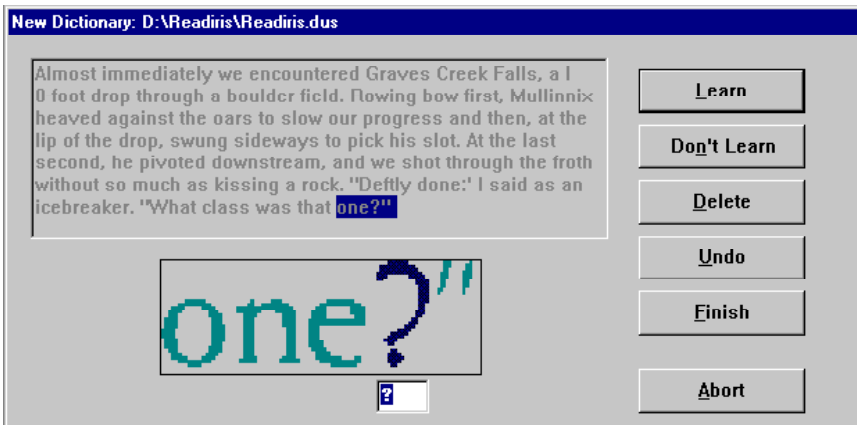 New Dictionary: D:\Readiris\Readiris.dus
Almost immediately we encountered Graves Creek Falls, a l
0 foot drop through a bouldcr ficld. Rowing bow first, Mullinnix
heaved against the oars to slow our progress and then, at the
lip of the drop, swung sideways to pick his slot. At the last
second, he pivoted downstream, and we shot through the froth
without so much as kissing a rock. "Deftly done:' I said as an
icebreaker. "What class was that one?"
one?"
?
Learn
Don't Learn
Delete
Undo
Finish
Abort